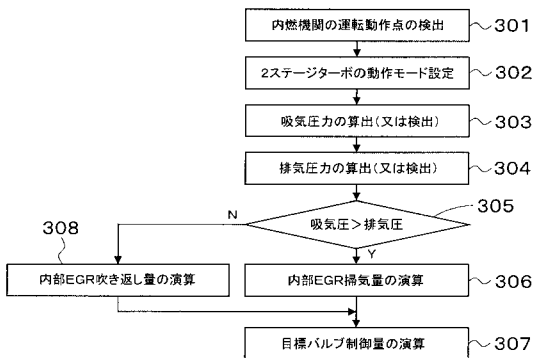 内燃機関の運転動作点の検出
301
2ステージターボの動作モード設定
302
吸気圧力の算出(又は検出)
303
排気圧力の算出(又は検出)
304
305
吸気圧>排気圧
N
Y
308
内部EGR吹き返し量の演算
内部EGR掃気量の演算
306
目標バルブ制御量の演算
307